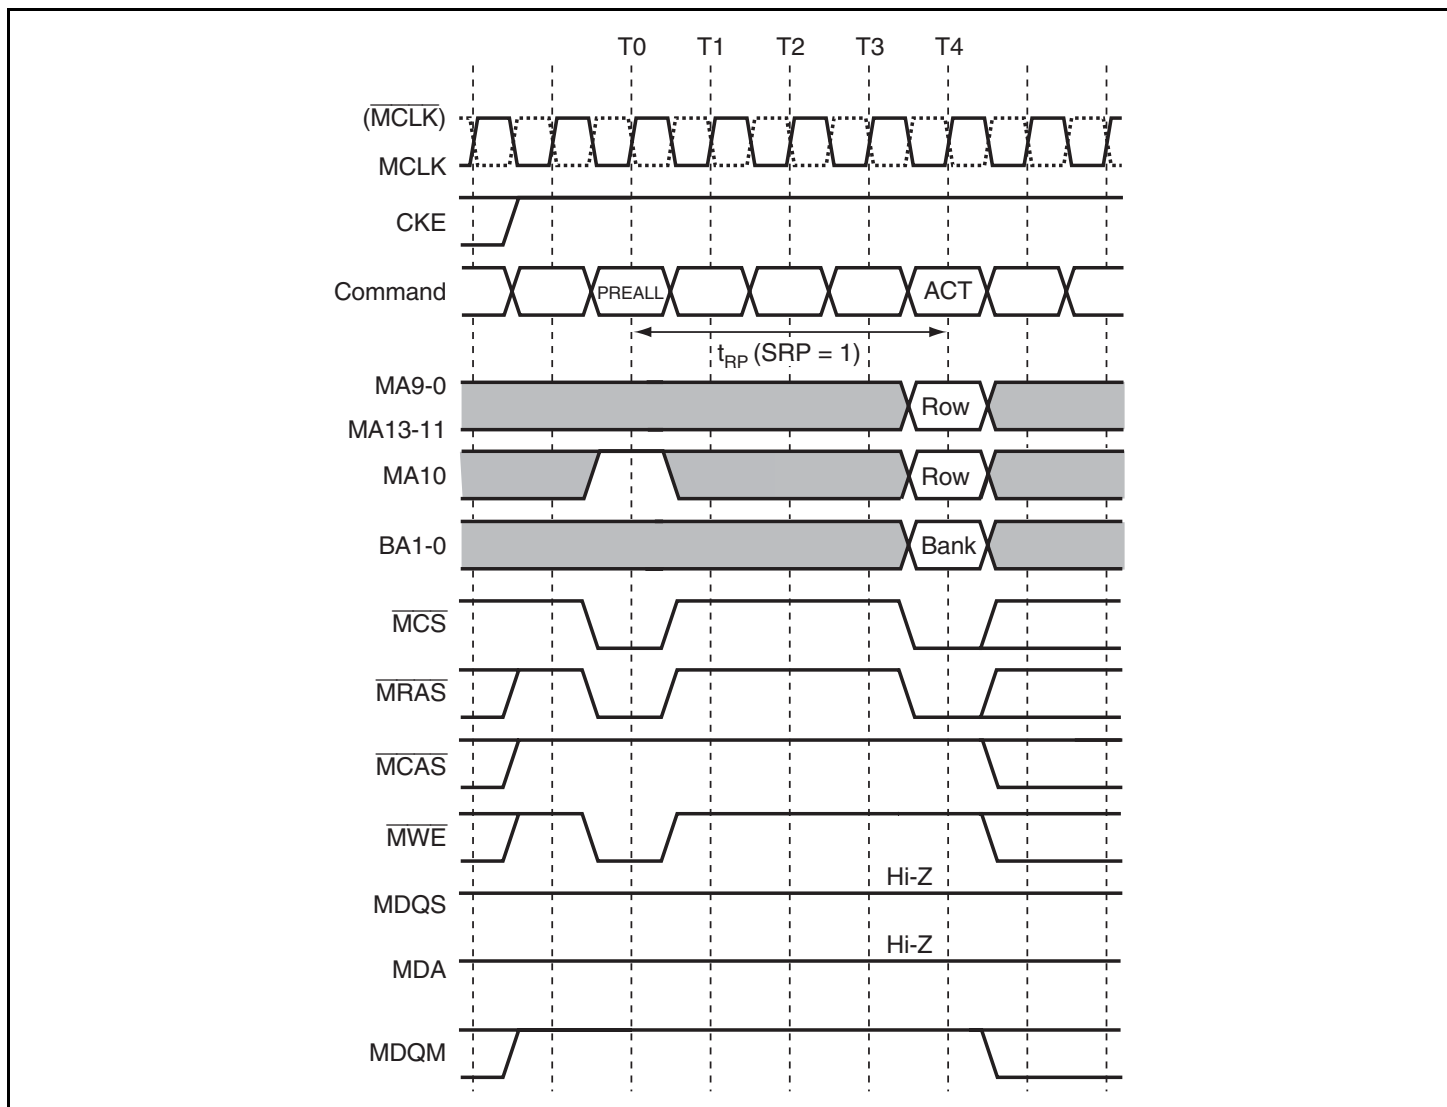 T0 T1 T2 T3 T4
(MCLK)
MCLK
CKE
Command PREALL ACT
tRP (SRP = 1)
MA9-0
Row
MA13-11
MA10 Row
BA1-0 Bank
MCS
MRAS
MCAS
MWE
Hi-Z
MDQS
Hi-Z
MDA
MDQM